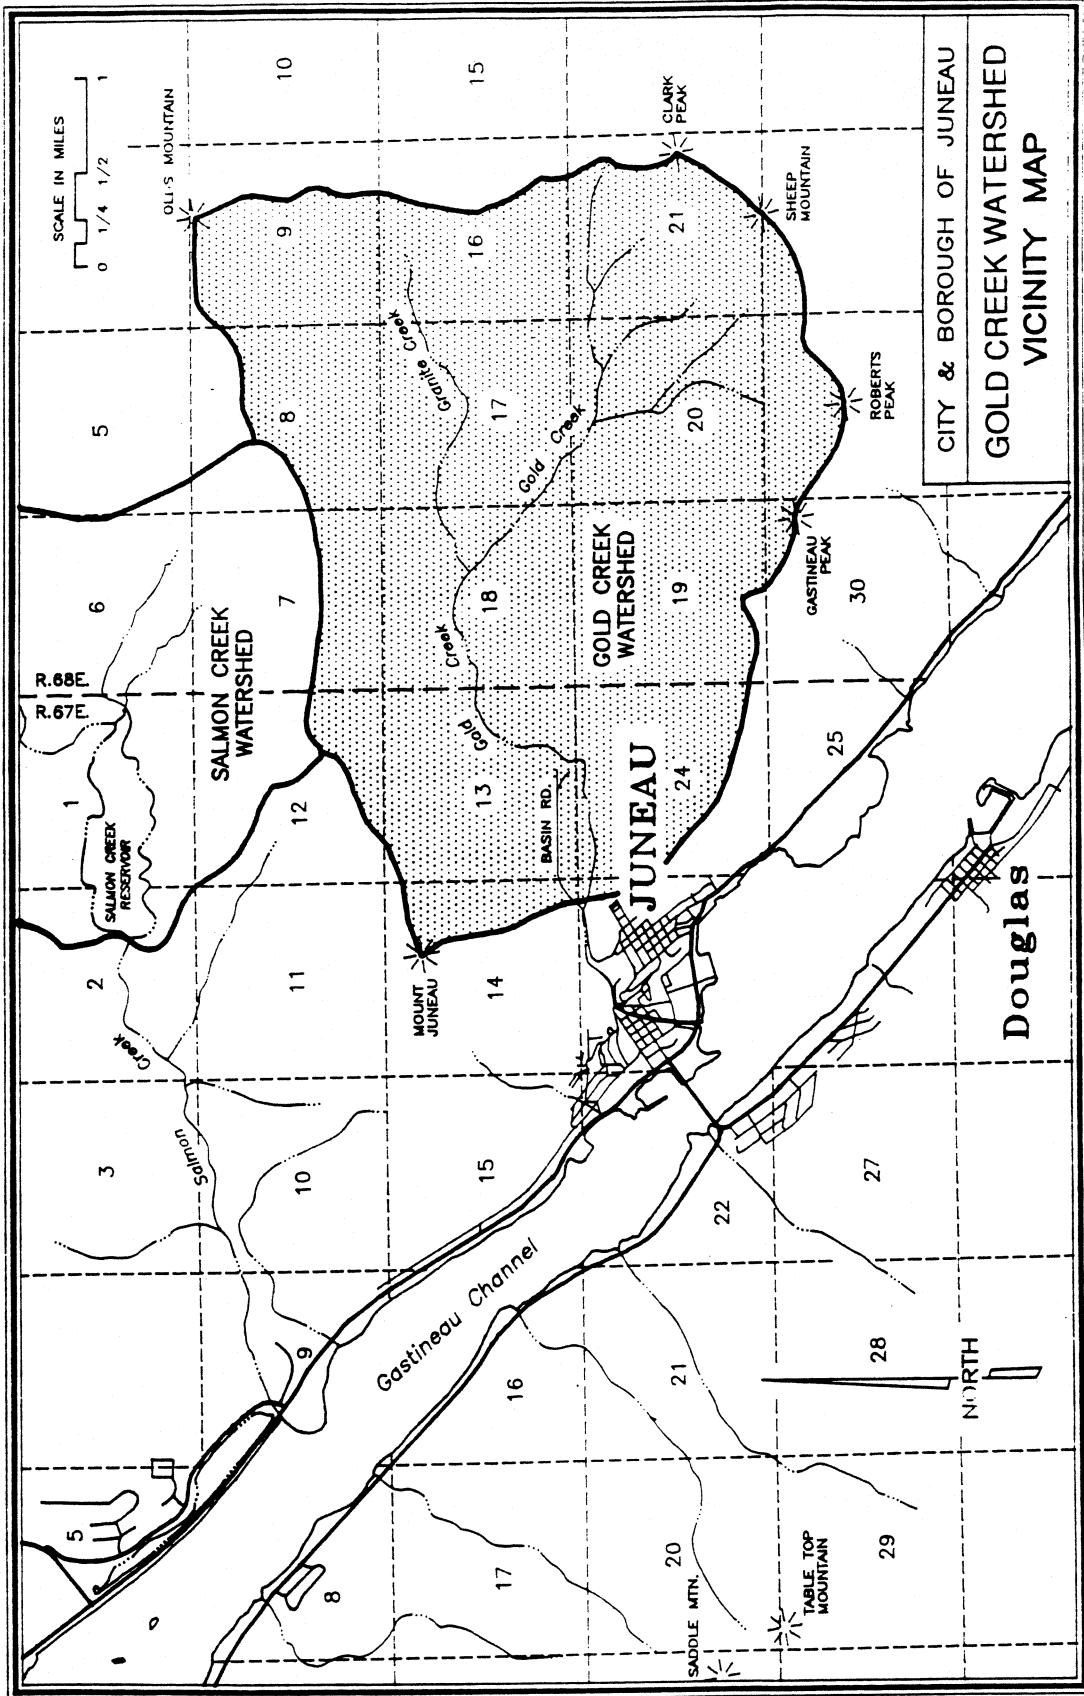 CITY & BOROUGH OF JUNEAU
GOLD CREEK WATERSHED
VICINITY MAP
SCALE IN MILES
0 1/4 1/2 1
MOUNTAIN
10
15
CLARK
PEAK
SHEEP
MOUNTAIN
9
16
21
5
8
Granite Creek
17
Gold Creek
20
ROBERTS
PEAK
6
7
18
GOLD CREEK
WATERSHED
19
GASTINEAU
PEAK
30
R.68E.
R.67E.
SALMON CREEK
WATERSHED
Gold Creek
1
SALMON CREEK
RESERVOIR
12
13
BASIN RD.
JUNEAU
24
25
2
11
MOUNT
JUNEAU
14
Douglas
Salmon Creek
3
10
15
22
27
Gastineau Channel
9
16
21
28
NORTH
5
8
17
20
29
SADDLE MTN.
TABLE TOP
MOUNTAIN